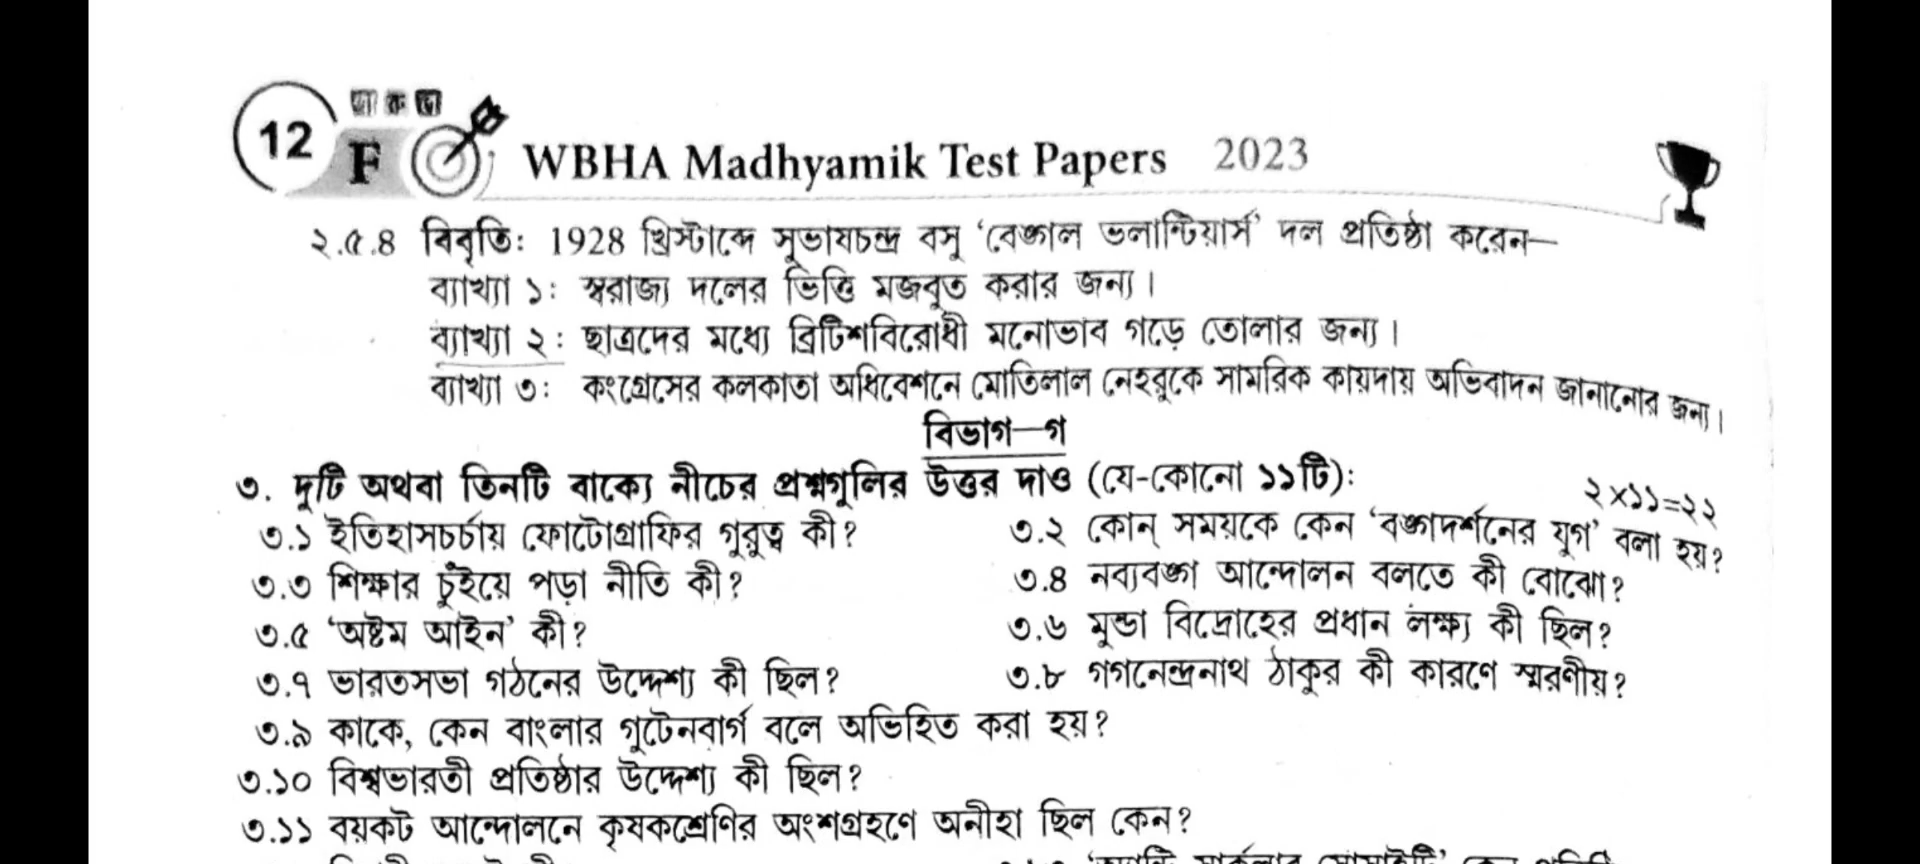 12 F WBHA Madhyamik Test Papers 2023
২.৫.৪ বিবৃতি: 1928 খ্রিস্টাব্দে সুভাষচন্দ্র বসু ‘বেঙ্গল ভলান্টিয়ার্স’ দল প্রতিষ্ঠা করেন—
ব্যাখ্যা ১: স্বরাজ্য দলের ভিত্তি মজবুত করার জন্য।
ব্যাখ্যা ২: ছাত্রদের মধ্যে ব্রিটিশবিরোধী মনোভাব গড়ে তোলার জন্য।
ব্যাখ্যা ৩: কংগ্রেসের কলকাতা অধিবেশনে মোতিলাল নেহরুকে সামরিক কায়দায় অভিবাদন জানানোর জন্য।
বিভাগ—গ
৩. দুটি অথবা তিনটি বাক্যে নীচের প্রশ্নগুলির উত্তর দাও (যে-কোনো ১১টি): ২×১১=২২
৩.১ ইতিহাসচর্চায় ফোটোগ্রাফির গুরুত্ব কী? ৩.২ কোন্ সময়কে কেন ‘বঙ্গদর্শনের যুগ’ বলা হয়?
৩.৩ শিক্ষার চুঁইয়ে পড়া নীতি কী? ৩.৪ নব্যবঙ্গ আন্দোলন বলতে কী বোঝো?
৩.৫ ‘অষ্টম আইন’ কী? ৩.৬ মুন্ডা বিদ্রোহের প্রধান লক্ষ্য কী ছিল?
৩.৭ ভারতসভা গঠনের উদ্দেশ্য কী ছিল? ৩.৮ গগনেন্দ্রনাথ ঠাকুর কী কারণে স্মরণীয়?
৩.৯ কাকে, কেন বাংলার গুটেনবার্গ বলে অভিহিত করা হয়?
৩.১০ বিশ্বভারতী প্রতিষ্ঠার উদ্দেশ্য কী ছিল?
৩.১১ বয়কট আন্দোলনে কৃষকশ্রেণির অংশগ্রহণে অনীহা ছিল কেন?